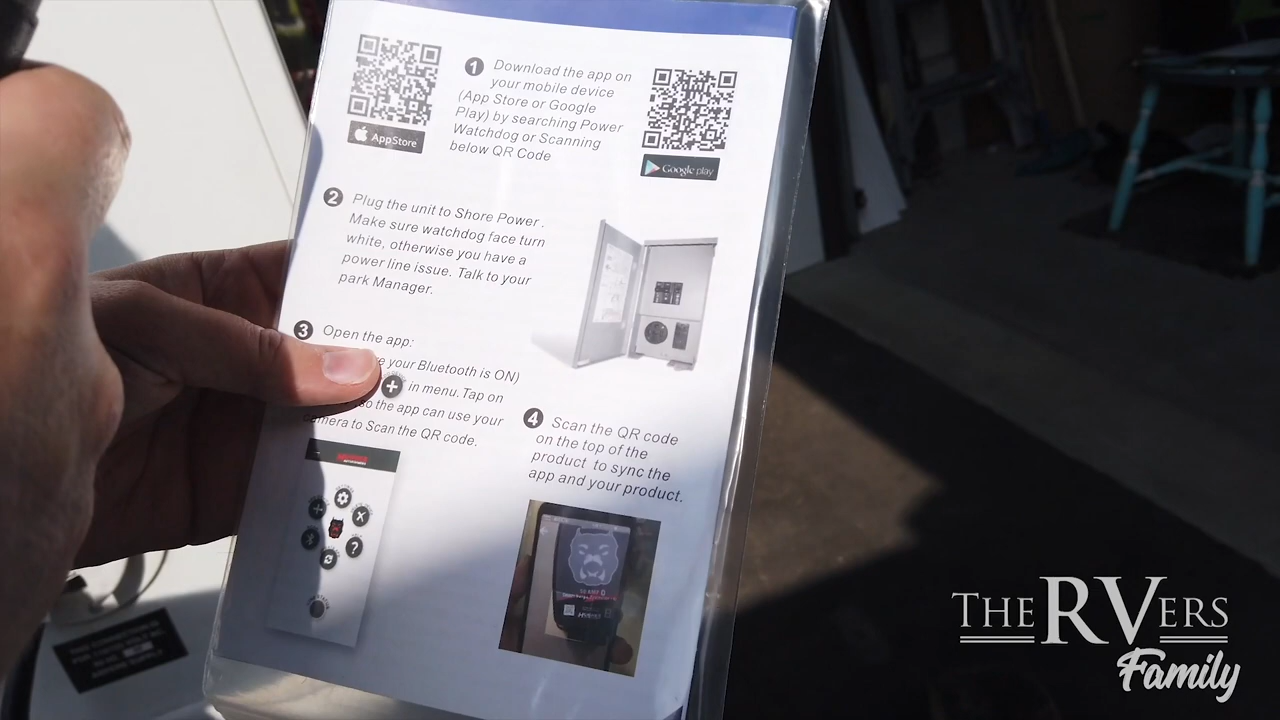 AppStore
1 Download the app on
your mobile device
(App Store or Google
Play) by searching Power
Watchdog or Scanning
below QR Code
Google play
2 Plug the unit to Shore Power .
Make sure watchdog face turn
white, otherwise you have a
power line issue. Talk to your
park Manager.
3 Open the app:
your Bluetooth is ON)
+ in menu. Tap on
so the app can use your
camera to Scan the QR code.
4 Scan the QR code
on the top of the
product to sync the
app and your product.
THE RVERS
Family